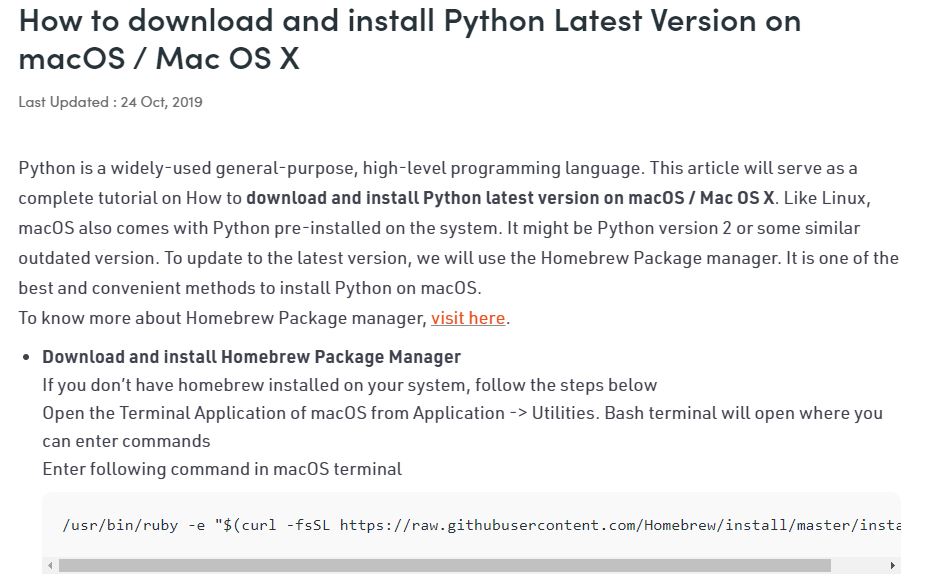 How to download and install Python Latest Version on
macOS / Mac OS X
Last Updated : 24 Oct, 2019
Python is a widely-used general-purpose, high-level programming language. This article will serve as a
complete tutorial on How to download and install Python latest version on macOS / Mac OS X. Like Linux,
macOS also comes with Python pre-installed on the system. It might be Python version 2 or some similar
outdated version. To update to the latest version, we will use the Homebrew Package manager. It is one of the
best and convenient methods to install Python on macOS.
To know more about Homebrew Package manager, visit here.
• Download and install Homebrew Package Manager
If you don’t have homebrew installed on your system, follow the steps below
Open the Terminal Application of macOS from Application -> Utilities. Bash terminal will open where you
can enter commands
Enter following command in macOS terminal
/usr/bin/ruby -e "$(curl -fsSL https://raw.githubusercontent.com/Homebrew/install/master/insta